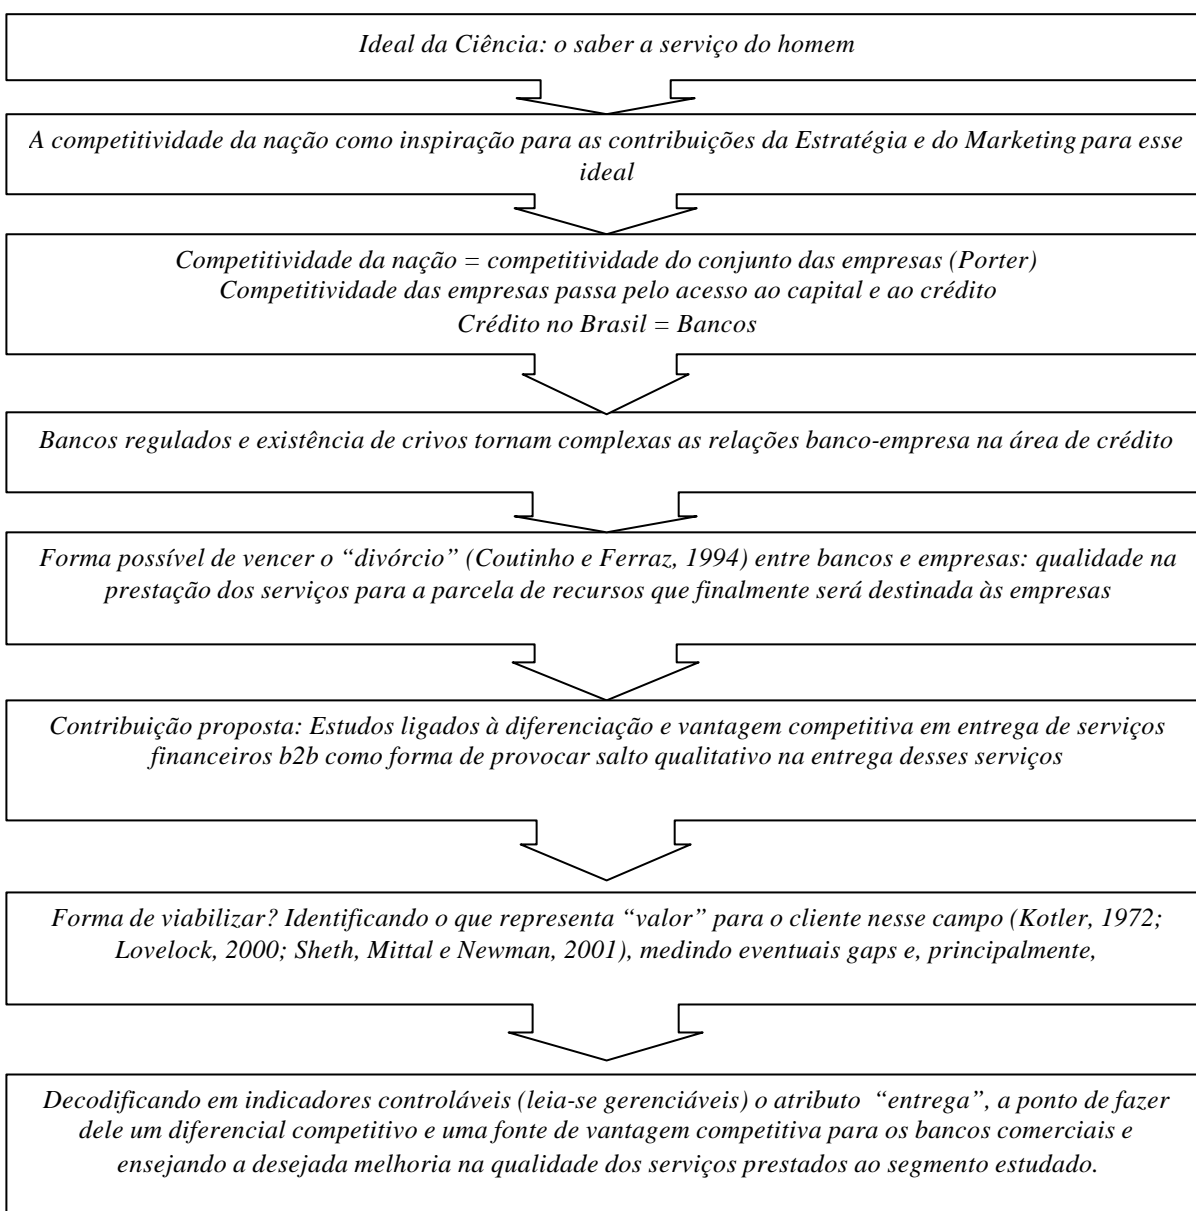 Ideal da Ciência: o saber a serviço do homem
A competitividade da nação como inspiração para as contribuições da Estratégia e do Marketing para esse
ideal
Competitividade da nação = competitividade do conjunto das empresas (Porter)
Competitividade das empresas passa pelo acesso ao capital e ao crédito
Crédito no Brasil = Bancos
Bancos regulados e existência de crivos tornam complexas as relações banco-empresa na área de crédito
Forma possível de vencer o “divórcio” (Coutinho e Ferraz, 1994) entre bancos e empresas: qualidade na
prestação dos serviços para a parcela de recursos que finalmente será destinada às empresas
Contribuição proposta: Estudos ligados à diferenciação e vantagem competitiva em entrega de serviços
financeiros b2b como forma de provocar salto qualitativo na entrega desses serviços
Forma de viabilizar? Identificando o que representa “valor” para o cliente nesse campo (Kotler, 1972;
Lovelock, 2000; Sheth, Mittal e Newman, 2001), medindo eventuais gaps e, principalmente,
Decodificando em indicadores controláveis (leia-se gerenciáveis) o atributo “entrega”, a ponto de fazer
dele um diferencial competitivo e uma fonte de vantagem competitiva para os bancos comerciais e
ensejando a desejada melhoria na qualidade dos serviços prestados ao segmento estudado.